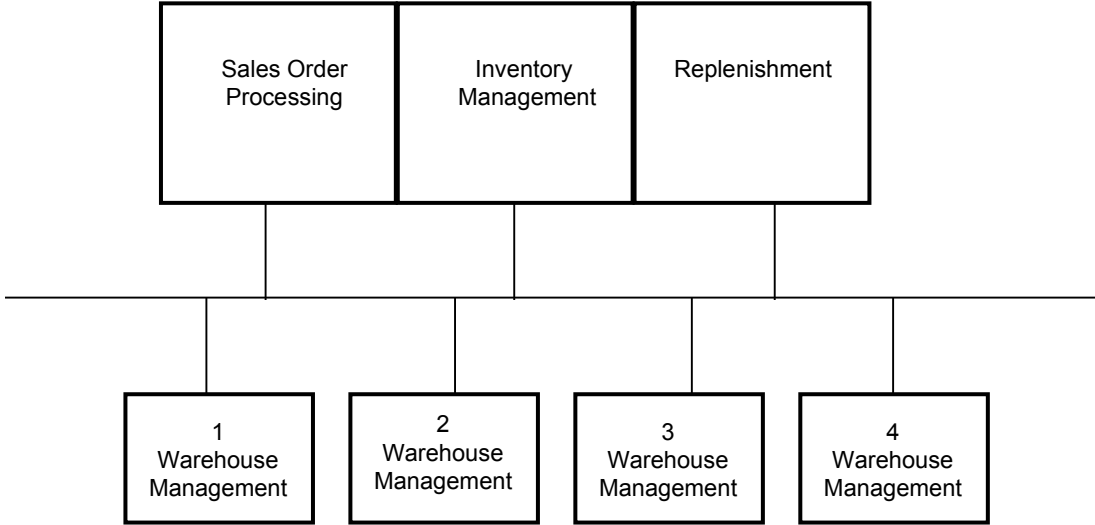 Sales Order
Processing
Inventory
Management
Replenishment
1
Warehouse
Management
2
Warehouse
Management
3
Warehouse
Management
4
Warehouse
Management